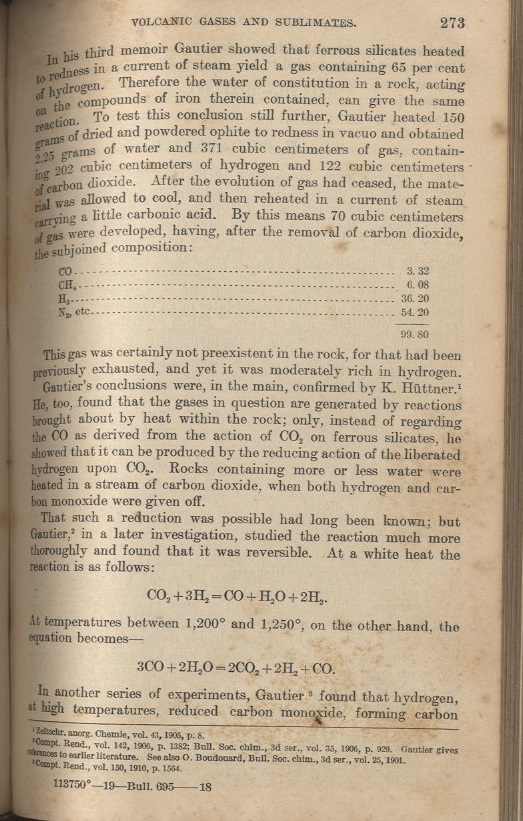 VOLCANIC GASES AND SUBLIMATES. 273
In his third memoir Gautier showed that ferrous silicates heated
to redness in a current of steam yield a gas containing 65 per cent
of hydrogen. Therefore the water of constitution in a rock, acting
on the compounds of iron therein contained, can give the same
reaction. To test this conclusion still further, Gautier heated 150
grams of dried and powdered ophite to redness in vacuo and obtained
2.25 grams of water and 371 cubic centimeters of gas, contain-
ing 202 cubic centimeters of hydrogen and 122 cubic centimeters
of carbon dioxide. After the evolution of gas had ceased, the mate-
rial was allowed to cool, and then reheated in a current of steam
carrying a little carbonic acid. By this means 70 cubic centimeters
of gas were developed, having, after the removal of carbon dioxide,
the subjoined composition:
CO 3.32
CH₄ 6.08
H₂ 36.20
N₂, etc 54.20
99.80
This gas was certainly not preexistent in the rock, for that had been
previously exhausted, and yet it was moderately rich in hydrogen.
Gautier's conclusions were, in the main, confirmed by K. Hüttner.¹
He, too, found that the gases in question are generated by reactions
brought about by heat within the rock; only, instead of regarding
the CO as derived from the action of CO₂ on ferrous silicates, he
showed that it can be produced by the reducing action of the liberated
hydrogen upon CO₂. Rocks containing more or less water were
heated in a stream of carbon dioxide, when both hydrogen and car-
bon monoxide were given off.
That such a reduction was possible had long been known; but
Gautier,² in a later investigation, studied the reaction much more
thoroughly and found that it was reversible. At a white heat the
reaction is as follows:
CO₂+3H₂=CO+H₂O+2H₂.
At temperatures between 1,200° and 1,250°, on the other hand, the
equation becomes—
3CO+2H₂O=2CO₂+2H₂+CO.
In another series of experiments, Gautier ³ found that hydrogen,
at high temperatures, reduced carbon monoxide, forming carbon
¹ Zeitschr. anorg. Chemie, vol. 43, 1905, p. 8.
² Compt. Rend., vol. 142, 1906, p. 1382; Bull. Soc. chim., 3d ser., vol. 35, 1906, p. 929. Gautier gives
references to earlier literature. See also O. Boudouard, Bull. Soc. chim., 3d ser., vol. 25, 1901.
³ Compt. Rend., vol. 150, 1910, p. 1564.
113750°—19—Bull. 695——18